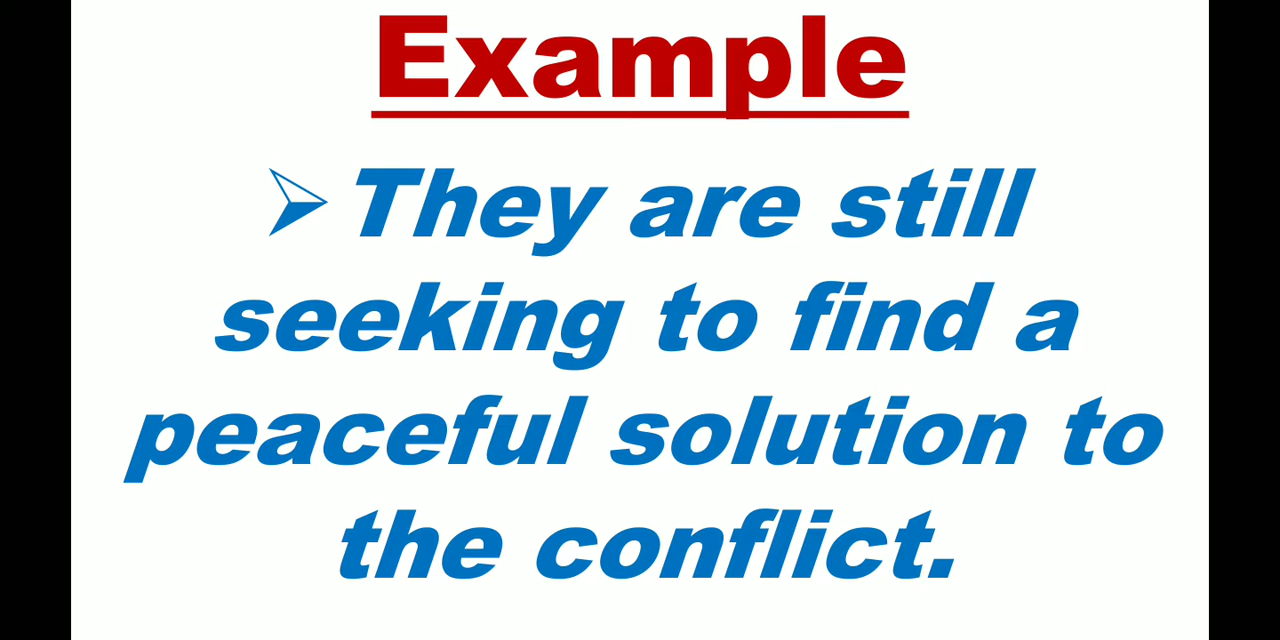 Example
➢ They are still
seeking to find a
peaceful solution to
the conflict.